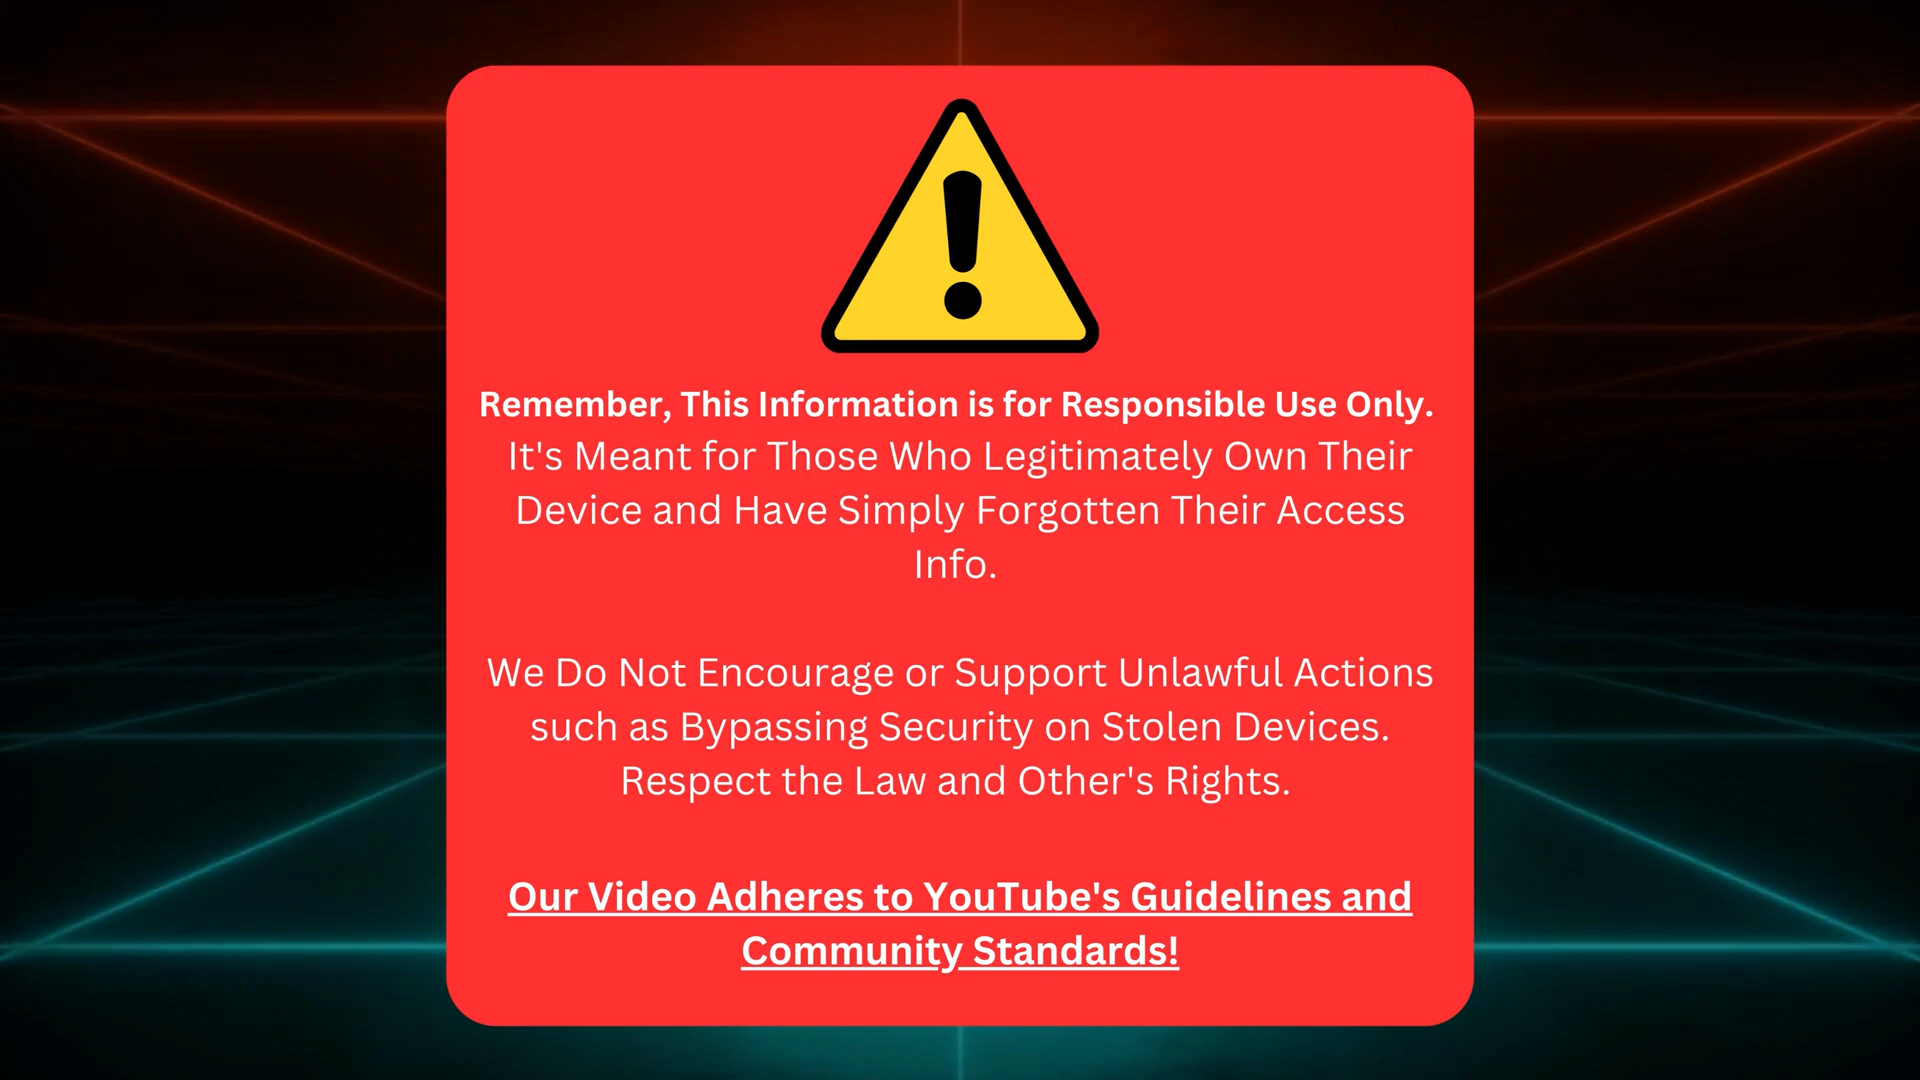 Remember, This Information is for Responsible Use Only.
It's Meant for Those Who Legitimately Own Their
Device and Have Simply Forgotten Their Access
Info.
We Do Not Encourage or Support Unlawful Actions
such as Bypassing Security on Stolen Devices.
Respect the Law and Other's Rights.
Our Video Adheres to YouTube's Guidelines and
Community Standards!